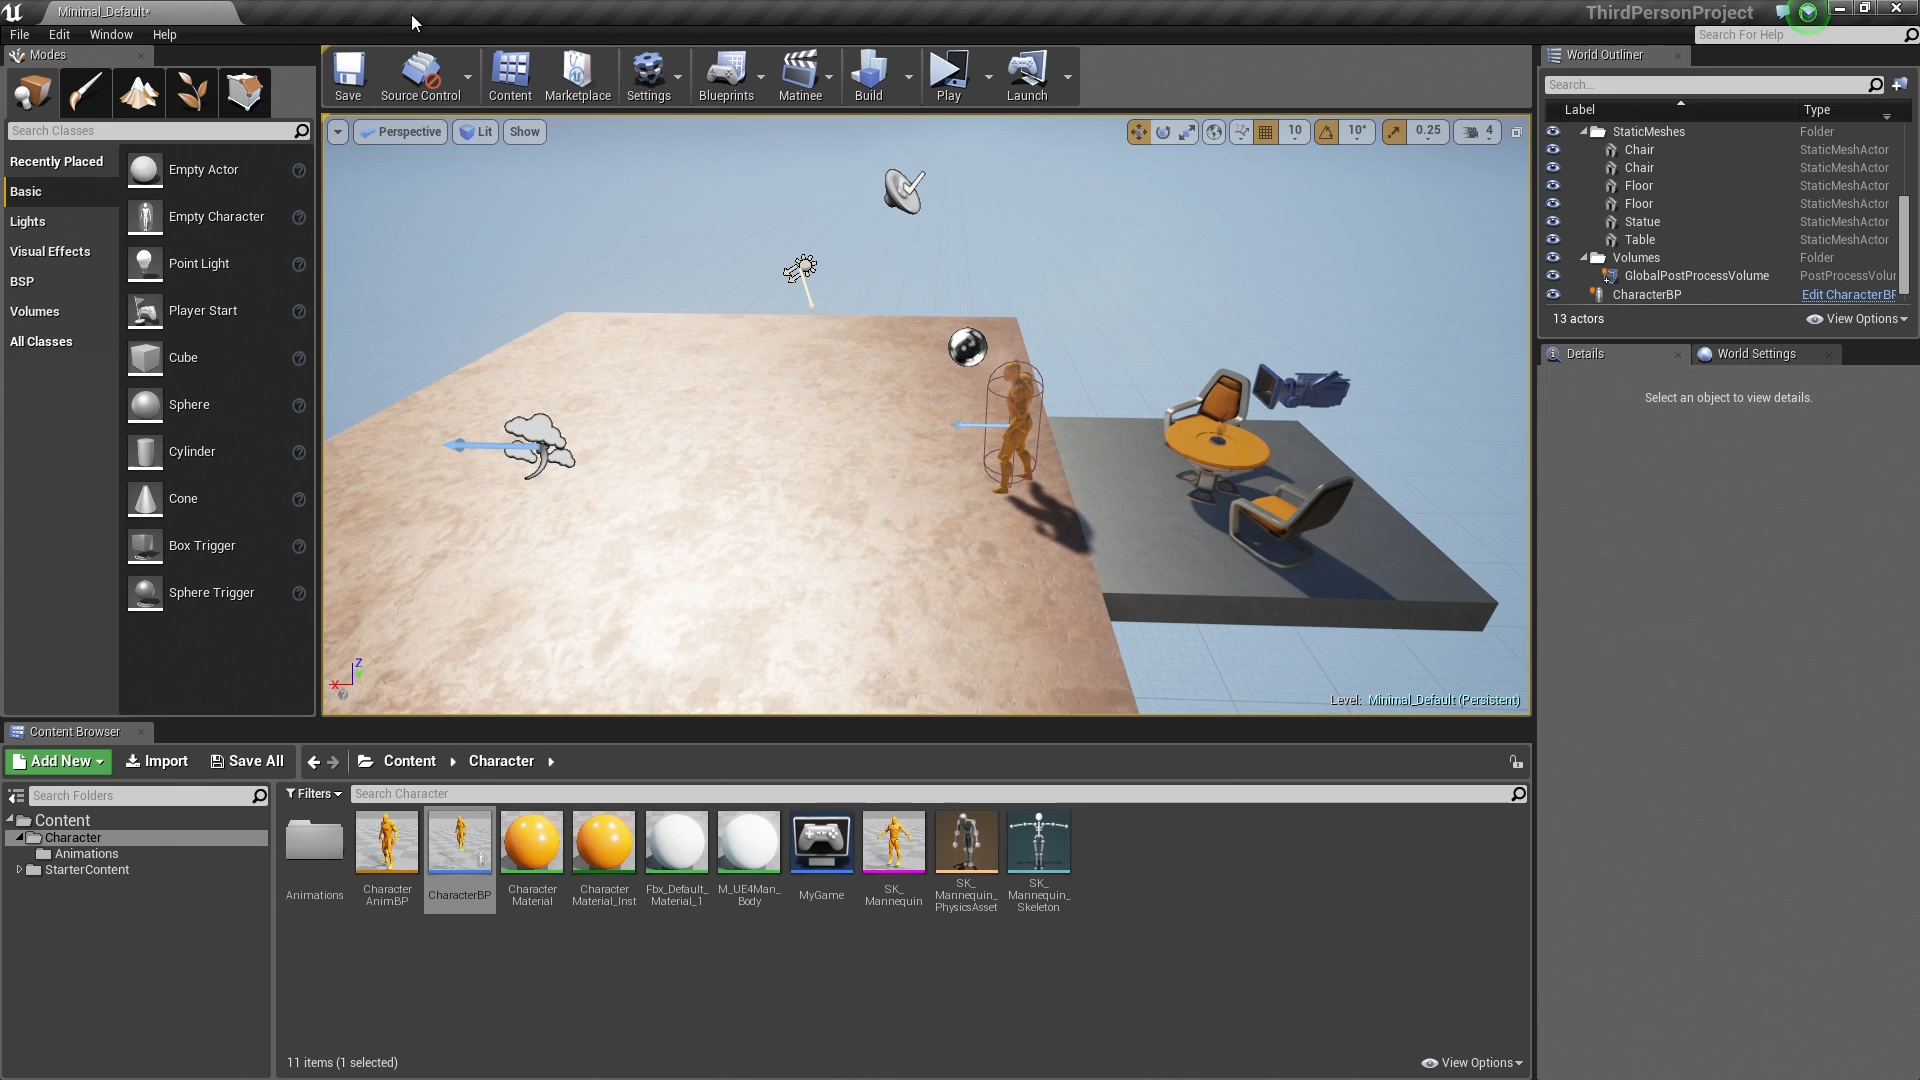 Minimal_Default*
ThirdPersonProject
File Edit Window Help
Search For Help
Modes
Save Source Control Content Marketplace Settings Blueprints Matinee Build Play Launch
World Outliner
Search...
Search Classes
Label Type
Perspective Lit Show 10 10° 0.25 4
Recently Placed
Basic
Lights
Visual Effects
BSP
Volumes
All Classes
Empty Actor
Empty Character
Point Light
Player Start
Cube
Sphere
Cylinder
Cone
Box Trigger
Sphere Trigger
StaticMeshes Folder
Chair StaticMeshActor
Chair StaticMeshActor
Floor StaticMeshActor
Floor StaticMeshActor
Statue StaticMeshActor
Table StaticMeshActor
Volumes Folder
GlobalPostProcessVolume PostProcessVolu
CharacterBP Edit CharacterBP
13 actors View Options
Details World Settings
Select an object to view details.
Z
X
Level: Minimal_Default (Persistent)
Content Browser
Add New Import Save All Content Character
Search Folders
Filters Search Character
Content
Character
Animations
StarterContent
Animations
Character
AnimBP
CharacterBP
Character
Material
Character
Material_Inst
Fbx_Default_
Material_1
M_UE4Man_
Body
MyGame
SK_
Mannequin
SK_
Mannequin_
PhysicsAsset
SK_
Mannequin_
Skeleton
11 items (1 selected) View Options